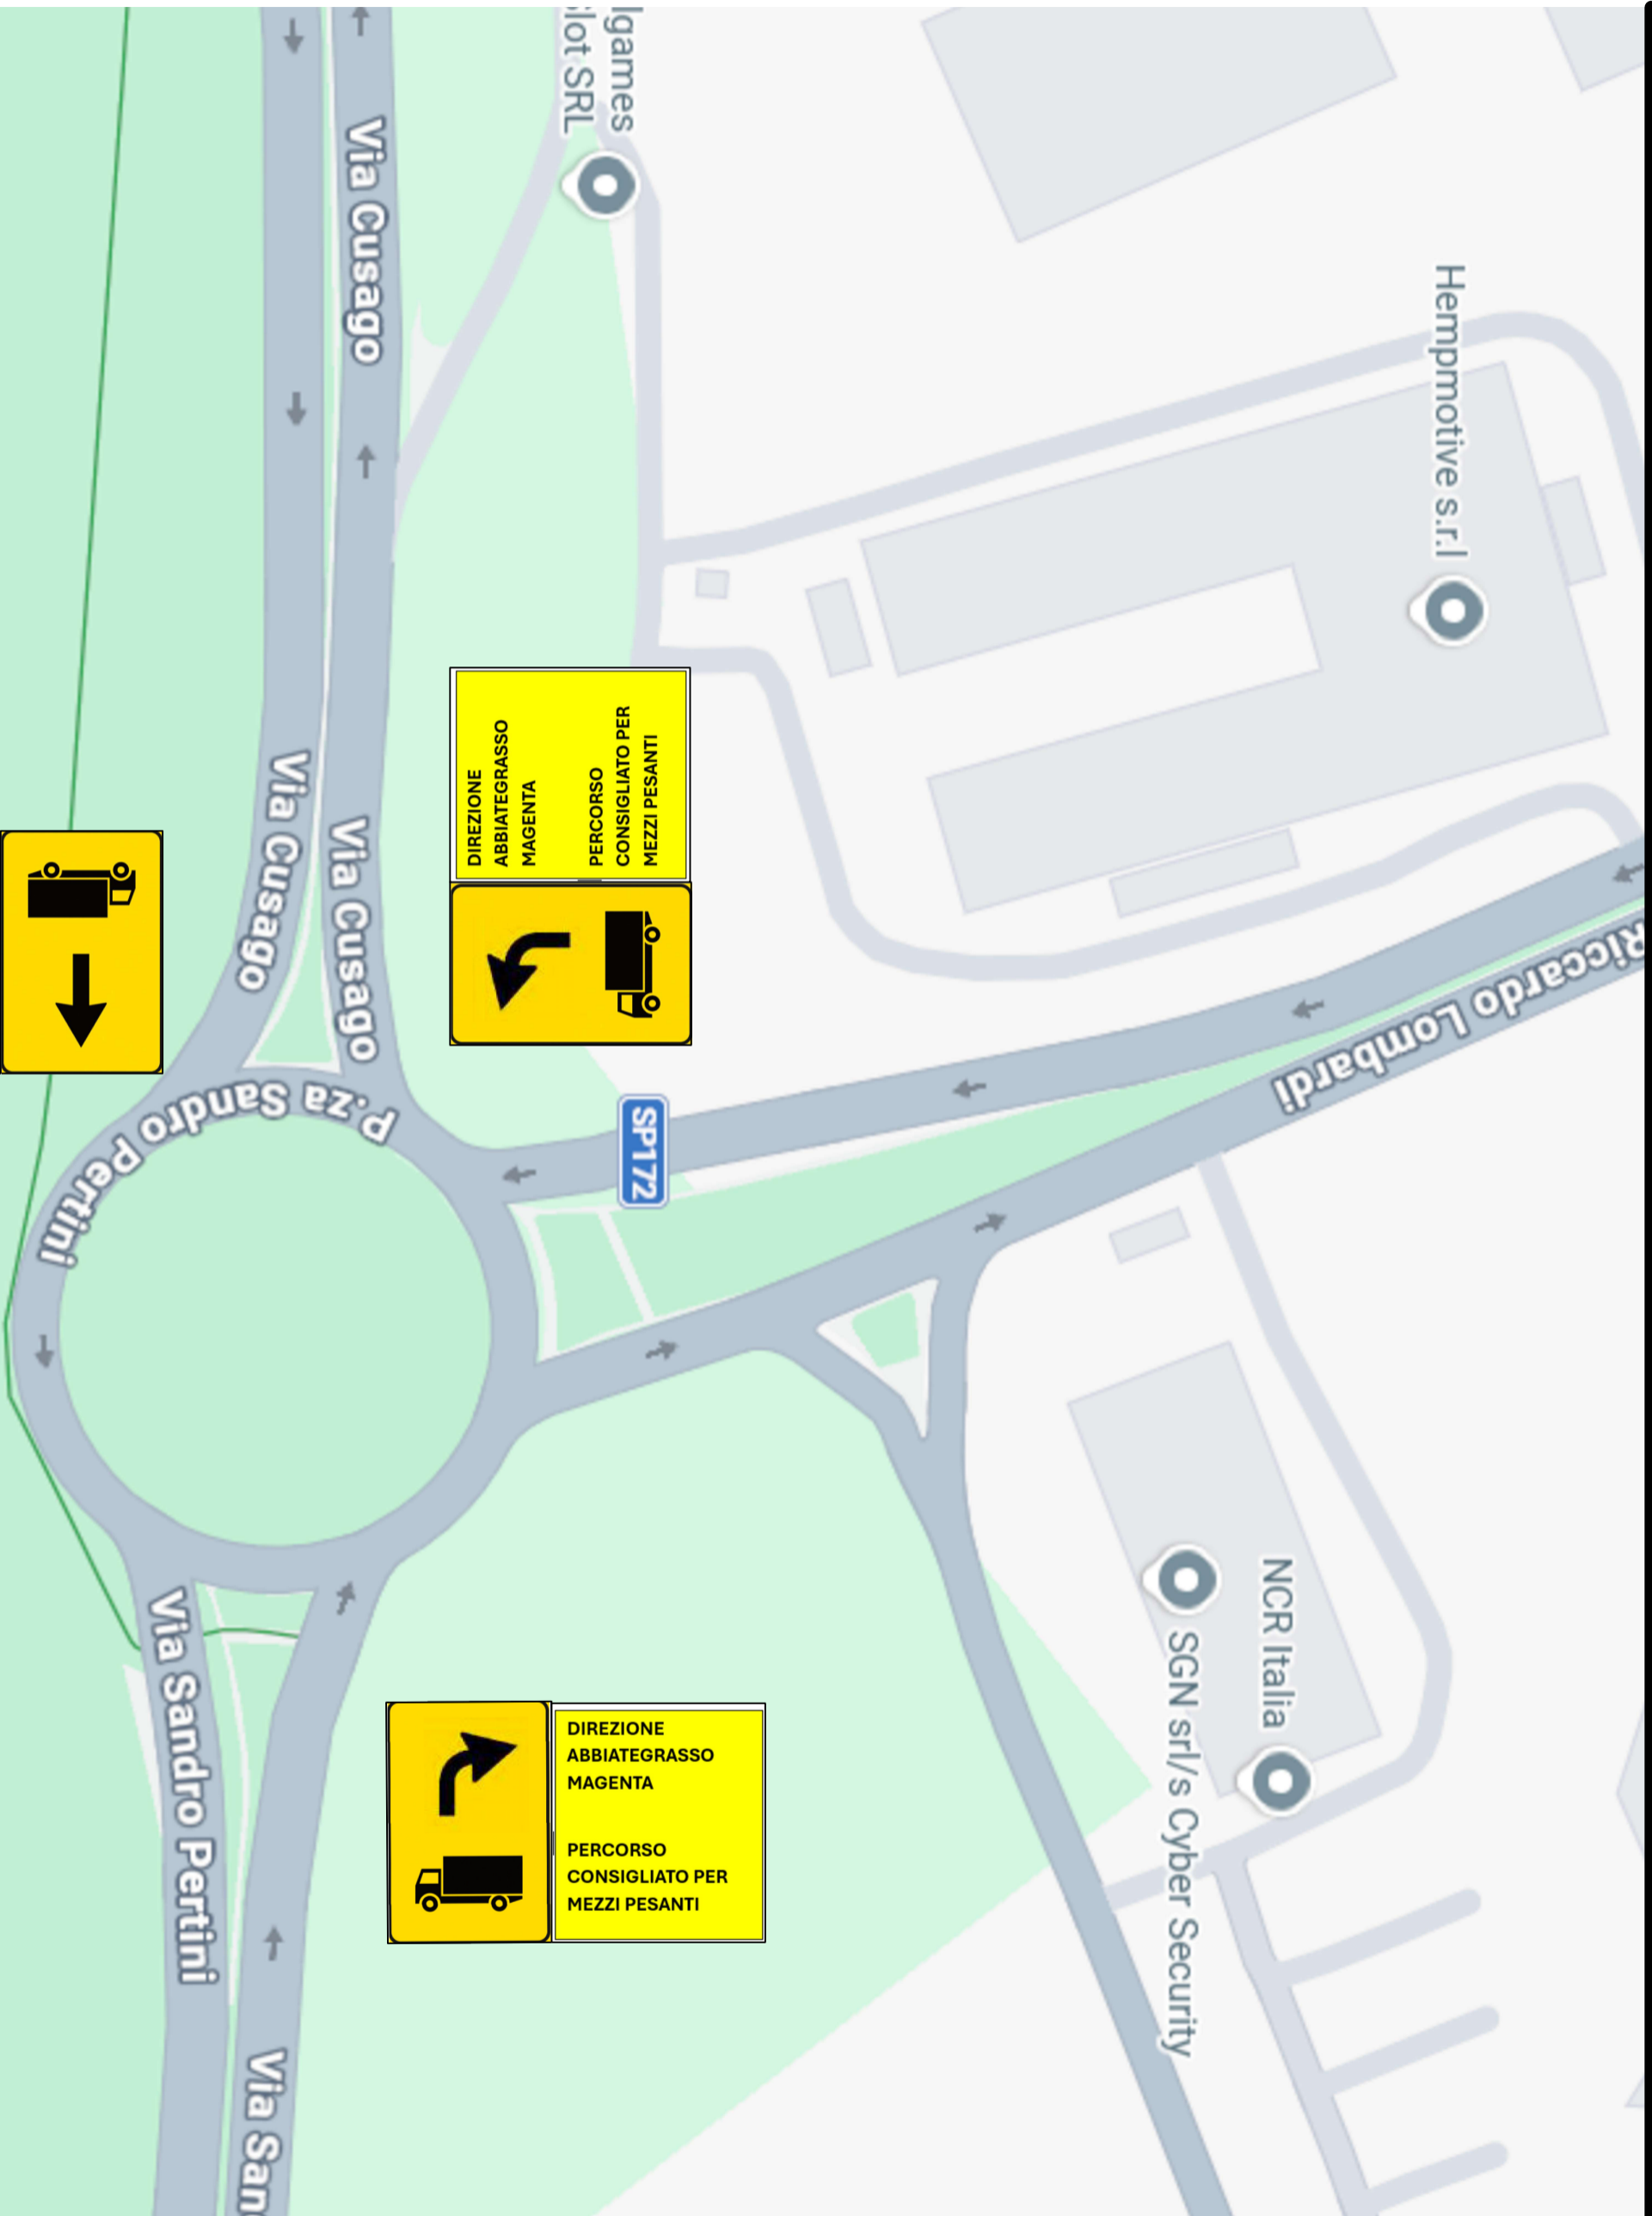 lgames
lot SRL
Via Cusago
Hempmotive s.r.l
DIREZIONE
ABBIATEGRASSO
MAGENTA
PERCORSO
CONSIGLIATO PER
MEZZI PESANTI
Via Cusago
Via Cusago
Riccardo Lombardi
P.za Sandro Pertini
SP172
NCR Italia
SGN srl/s Cyber Security
Via Sandro Pertini
DIREZIONE
ABBIATEGRASSO
MAGENTA
PERCORSO
CONSIGLIATO PER
MEZZI PESANTI
Via San